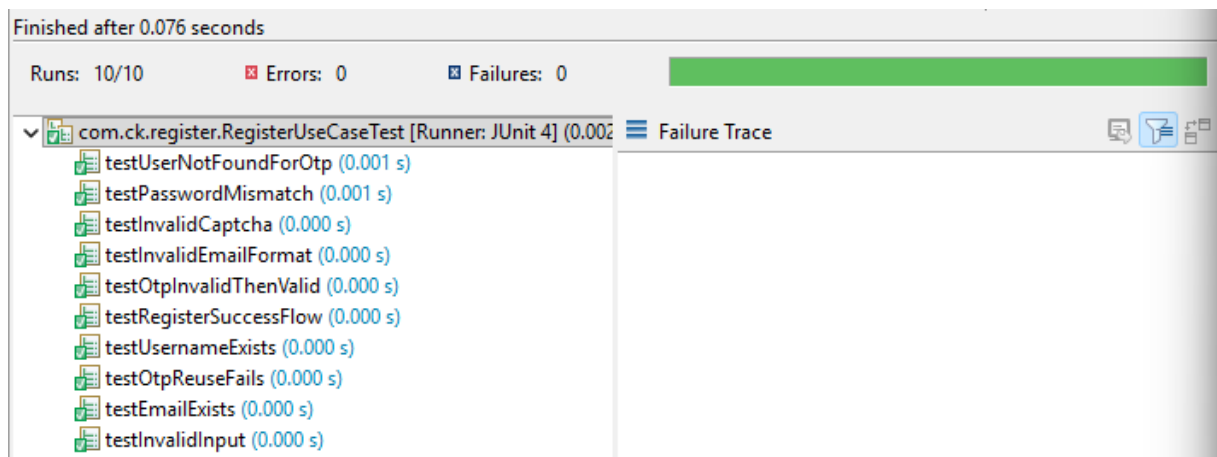 Finished after 0.076 seconds
Runs: 10/10 Errors: 0 Failures: 0
com.ck.register.RegisterUseCaseTest [Runner: JUnit 4] (0.002
Failure Trace
testUserNotFoundForOtp (0.001 s)
testPasswordMismatch (0.001 s)
testInvalidCaptcha (0.000 s)
testInvalidEmailFormat (0.000 s)
testOtpInvalidThenValid (0.000 s)
testRegisterSuccessFlow (0.000 s)
testUsernameExists (0.000 s)
testOtpReuseFails (0.000 s)
testEmailExists (0.000 s)
testInvalidInput (0.000 s)